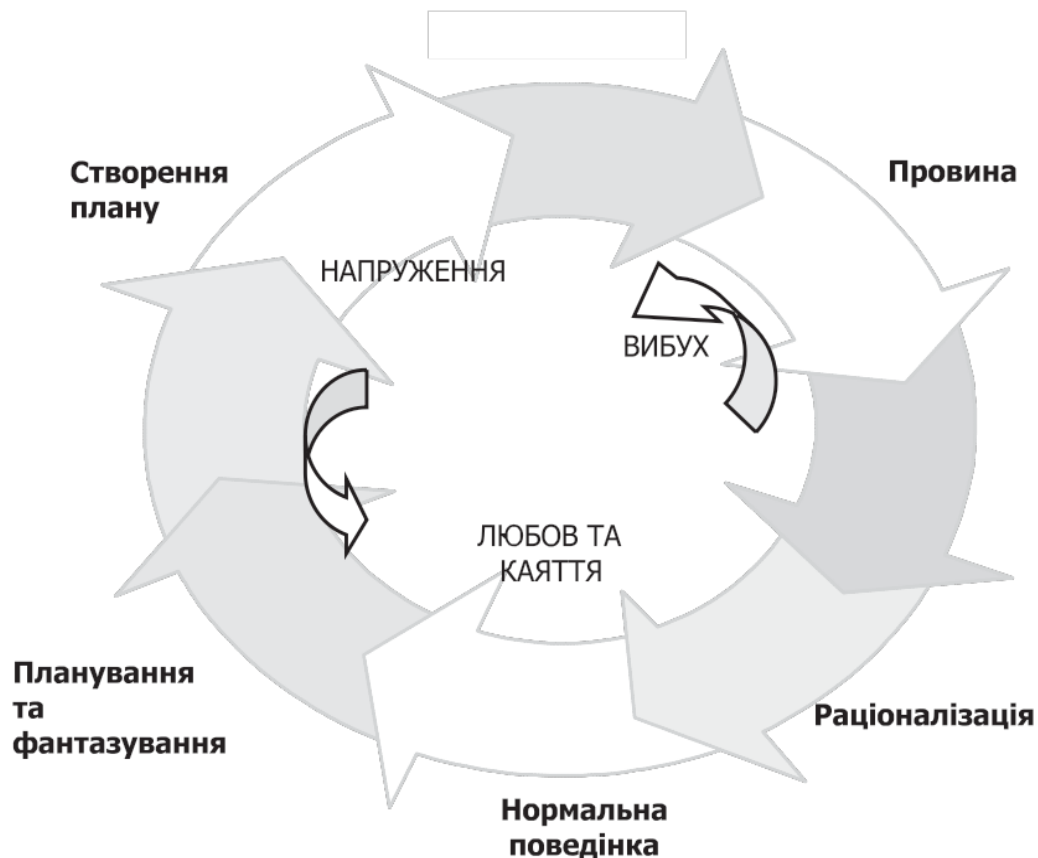 Створення
плану
Провина
НАПРУЖЕННЯ
ВИБУХ
ЛЮБОВ ТА
КАЯТТЯ
Планування
та
фантазування
Раціоналізація
Нормальна
поведінка